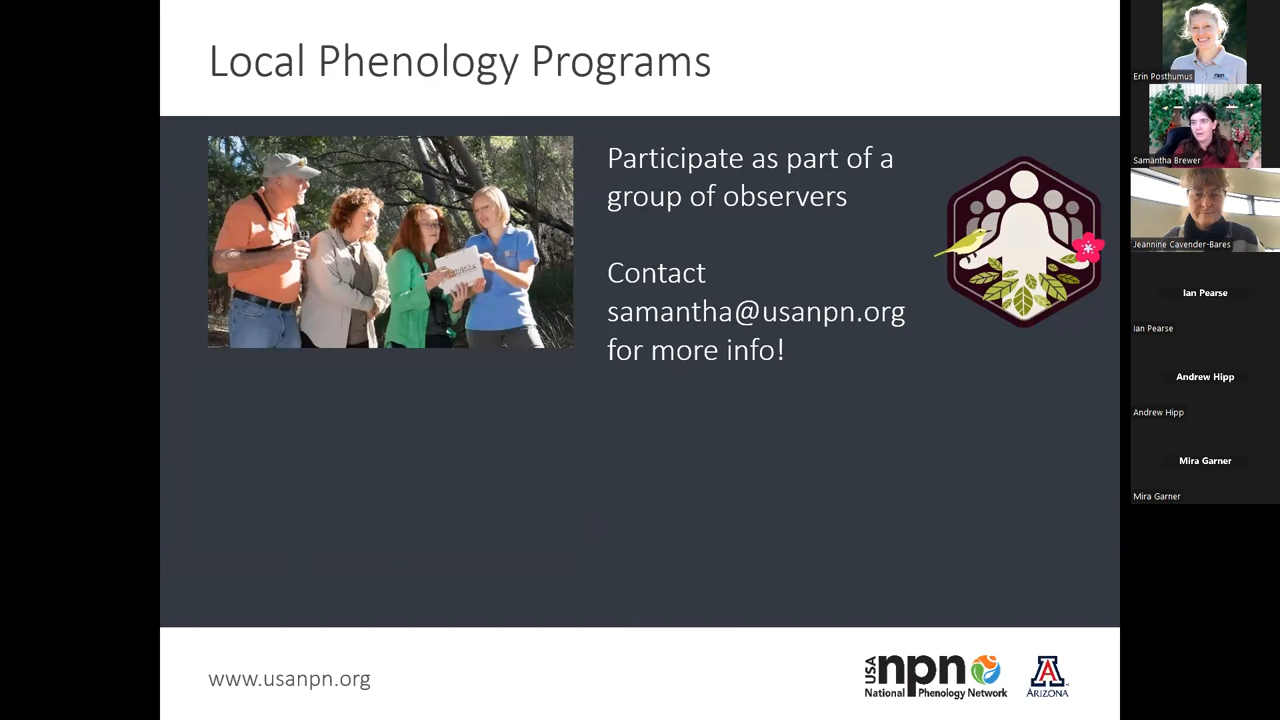 Local Phenology Programs
Participate as part of a
group of observers
Contact
samantha@usanpn.org
for more info!
www.usanpn.org
USA npn
National Phenology Network
A
ARIZONA
npn
Erin Posthumus
Samantha Brewer
Jeannine Cavender-Bares
Ian Pearse
Ian Pearse
Andrew Hipp
Andrew Hipp
Mira Garner
Mira Garner